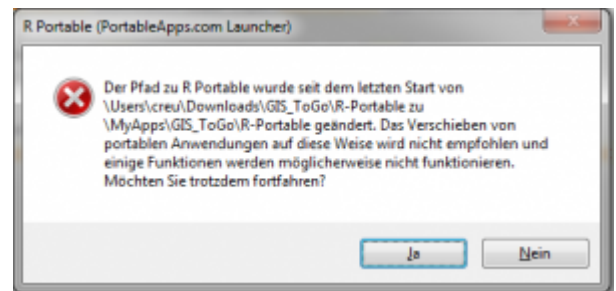 R Portable (PortableApps.com Launcher)
Der Pfad zu R Portable wurde seit dem letzten Start von
\Users\creu\Downloads\GIS_ToGo\R-Portable zu
\MyApps\GIS_ToGo\R-Portable geändert. Das Verschieben von
portablen Anwendungen auf diese Weise wird nicht empfohlen und
einige Funktionen werden möglicherweise nicht funktionieren.
Möchten Sie trotzdem fortfahren?
Ja
Nein